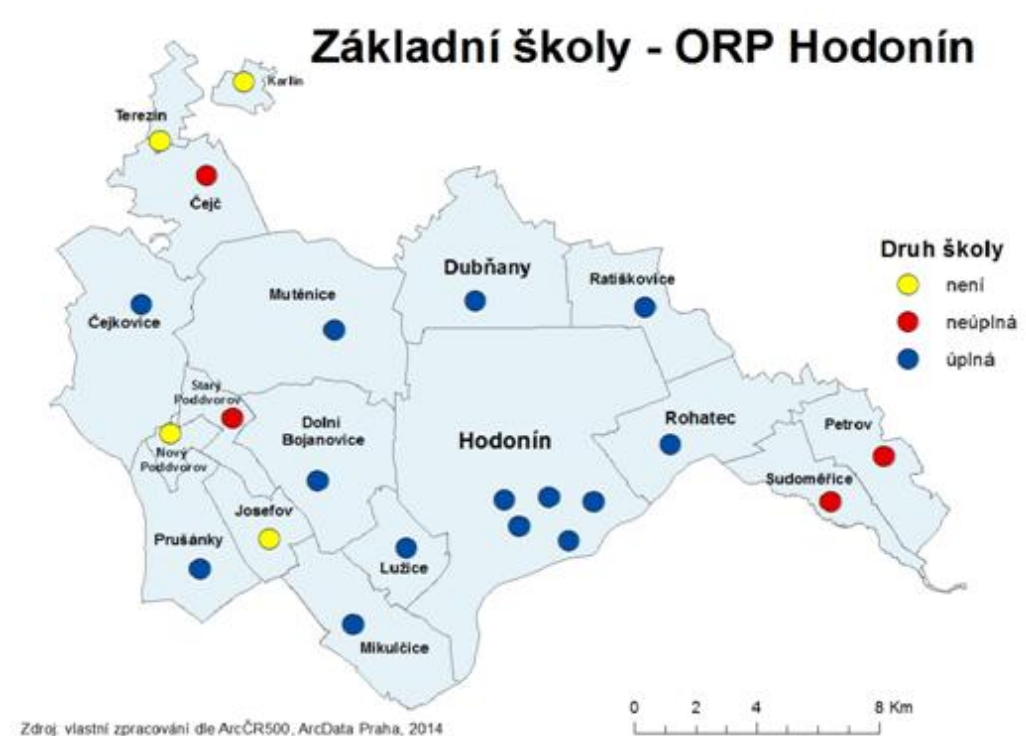 Základní školy - ORP Hodonín
Karlín
Terezín
Čejč
Dubňany
Ratíškovice
Mutěnice
Čejkovice
Druh školy
není
neúplná
úplná
Starý
Poddvorov
Dolní
Bojanovice
Hodonín
Rohatec
Petrov
Nový
Poddvorov
Sudoměřice
Josefov
Prušánky
Lužice
Mikulčice
0 2 4 8 Km
Zdroj: vlastní zpracování dle ArcČR500, ArcData Praha, 2014